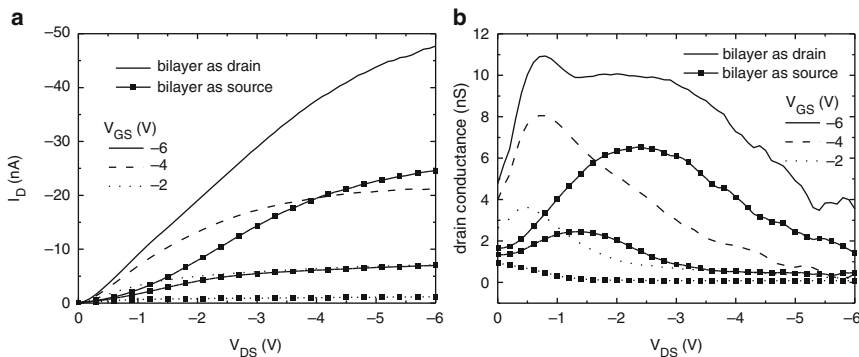 a
I_D (nA)
-50
-40
-30
-20
-10
0
bilayer as drain
bilayer as source
V_GS (V)
-6
-4
-2
0 -1 -2 -3 -4 -5 -6
V_DS (V)
b
drain conductance (nS)
12
10
8
6
4
2
0
bilayer as drain
bilayer as source
V_GS (V)
-6
-4
-2
0 -1 -2 -3 -4 -5 -6
V_DS (V)